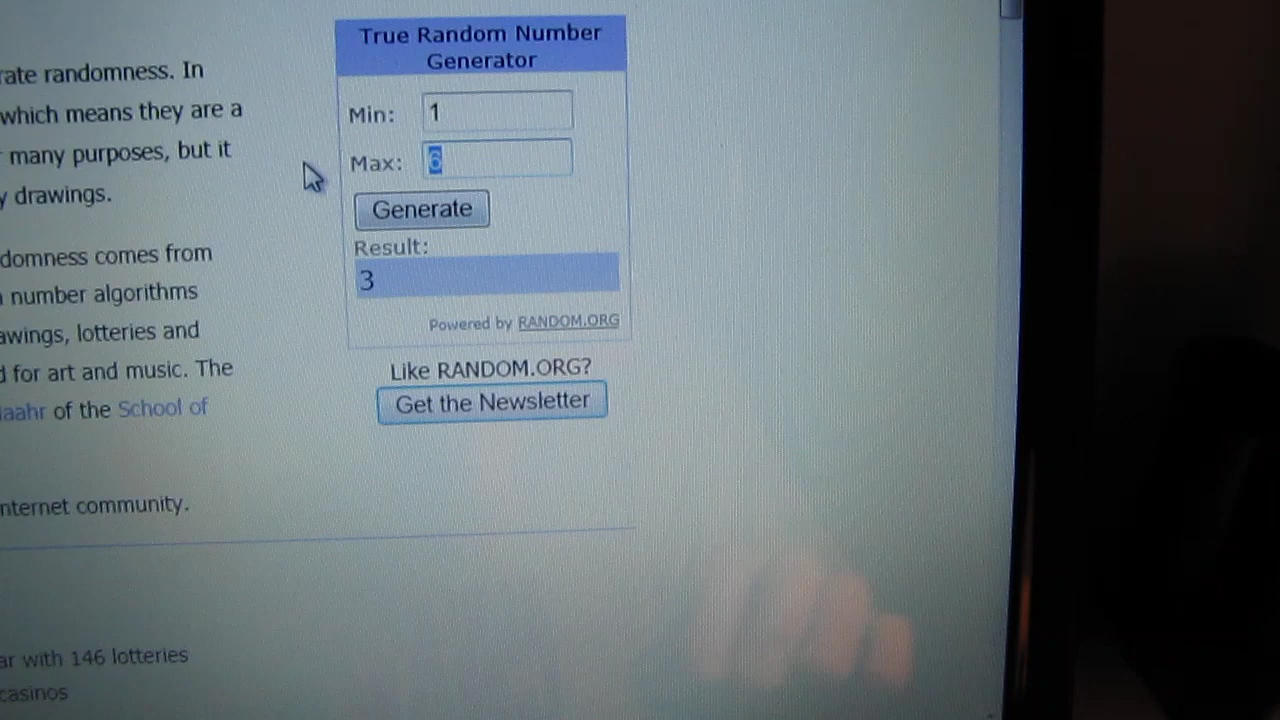 rate randomness. In
which means they are a
many purposes, but it
drawings.
domness comes from
number algorithms
awings, lotteries and
for art and music. The
of the School of
nternet community.
ar with 146 lotteries
casinos
True Random Number
Generator
Min: 1
Max: 6
Generate
Result:
3
Powered by RANDOM.ORG
Like RANDOM.ORG?
Get the Newsletter